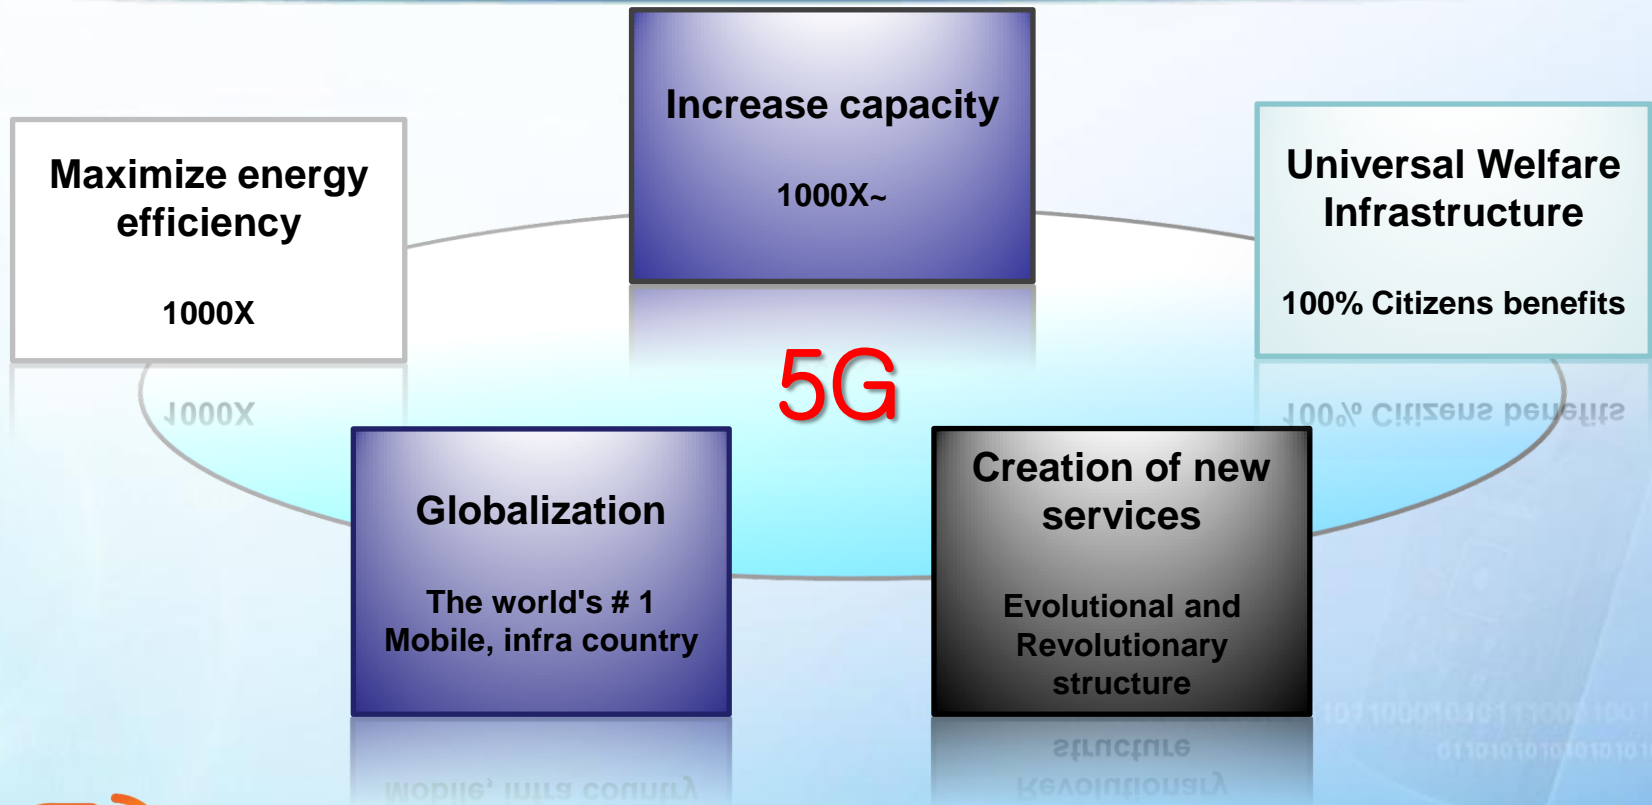 Increase capacity
1000X~
Maximize energy
efficiency
1000X
Universal Welfare
Infrastructure
100% Citizens benefits
5G
Globalization
The world's # 1
Mobile, infra country
Creation of new
services
Evolutional and
Revolutionary
structure